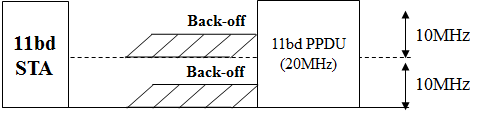 Back-off
11bd
STA
11bd PPDU
(20MHz)
10MHz
Back-off
10MHz